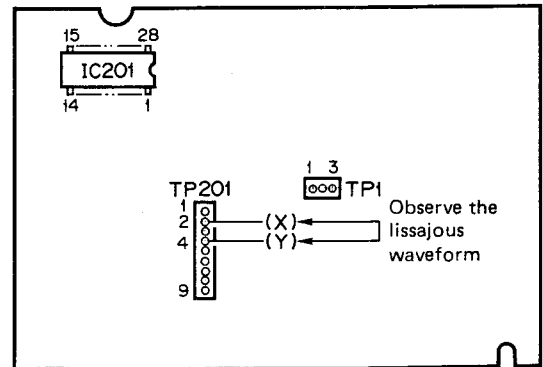 15 28
IC201
14 1
1 3
TP1
TP201
1
2 (X)
4 (Y)
9
Observe the
lissajous
waveform